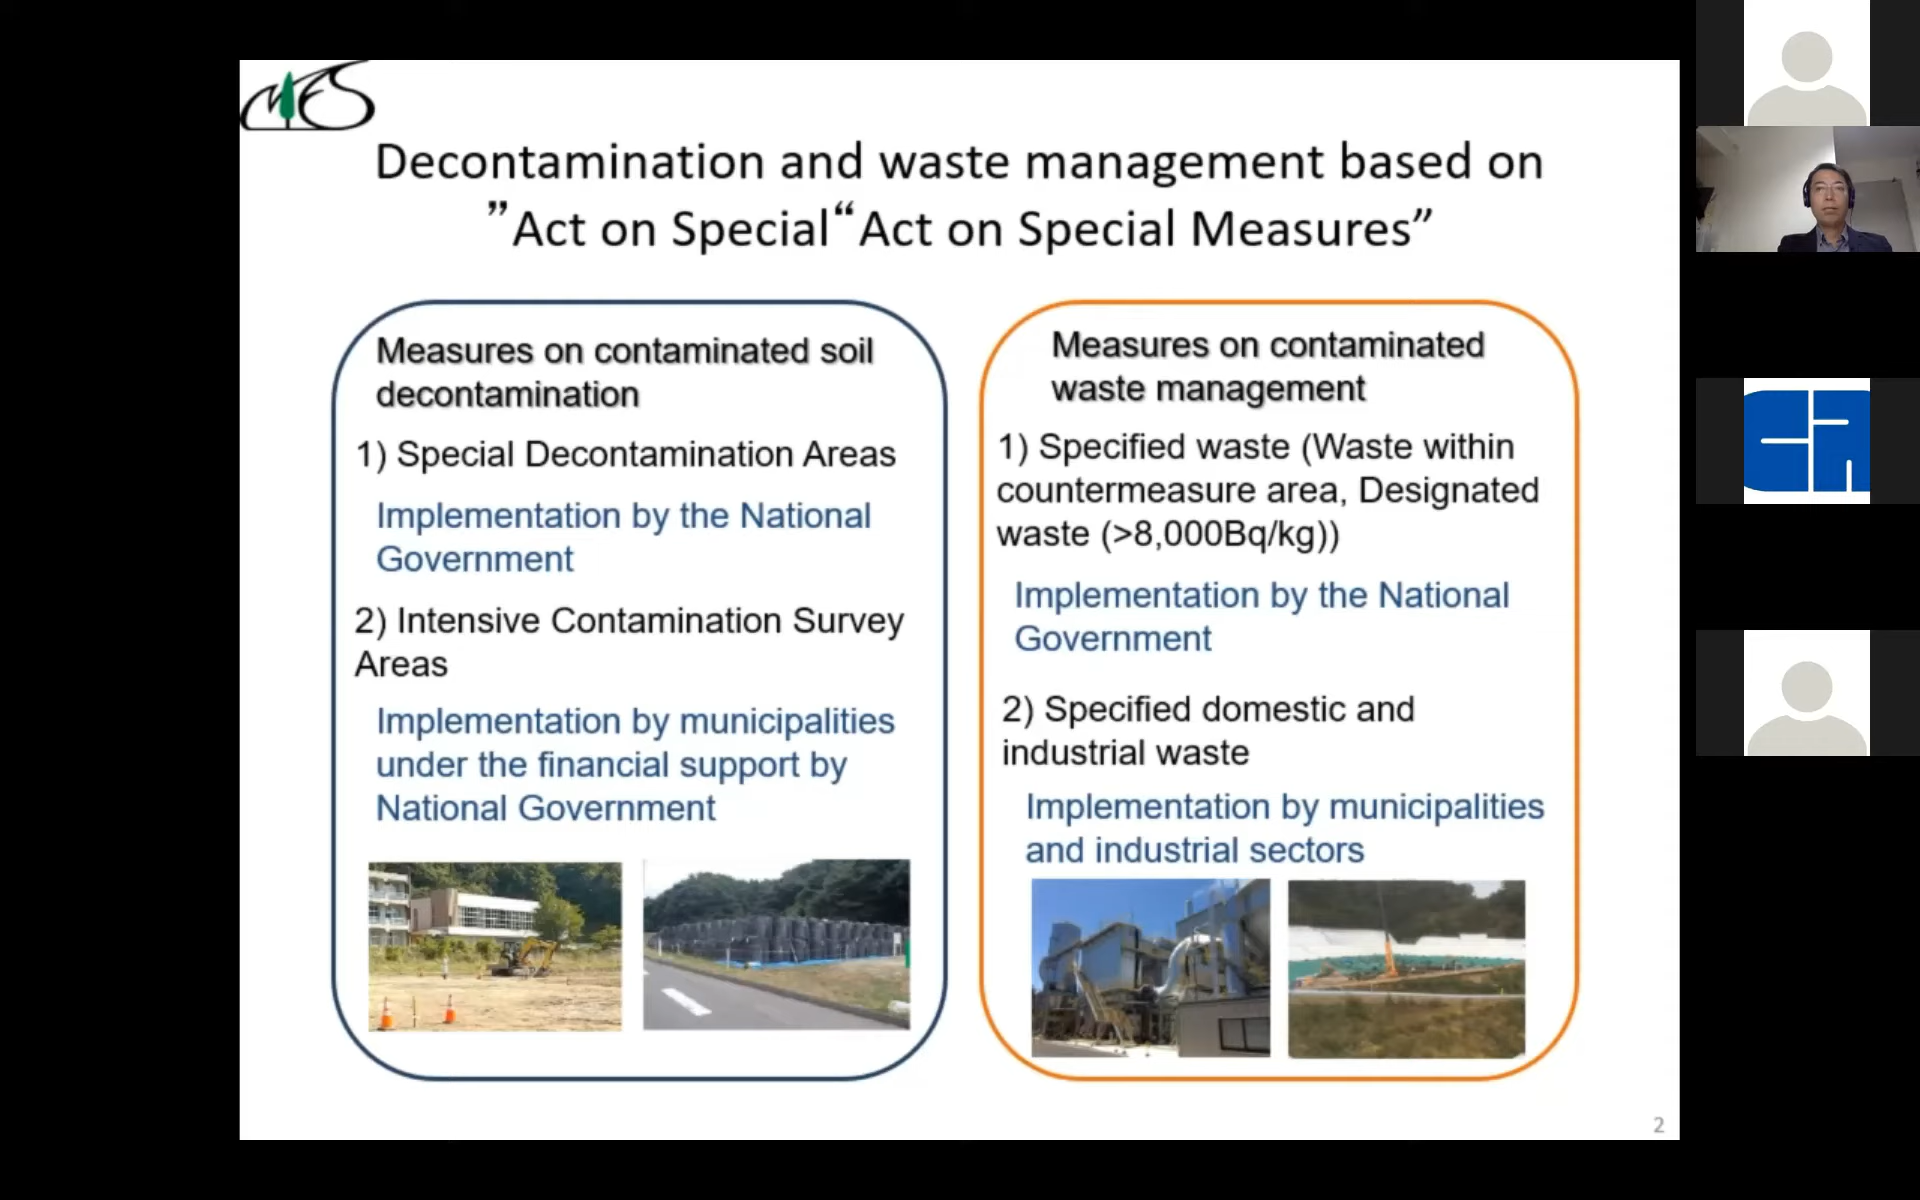 MES
Decontamination and waste management based on
”Act on Special“Act on Special Measures”
Measures on contaminated soil
decontamination
1) Special Decontamination Areas
Implementation by the National
Government
2) Intensive Contamination Survey
Areas
Implementation by municipalities
under the financial support by
National Government
Measures on contaminated
waste management
1) Specified waste (Waste within
countermeasure area, Designated
waste (>8,000Bq/kg))
Implementation by the National
Government
2) Specified domestic and
industrial waste
Implementation by municipalities
and industrial sectors
2